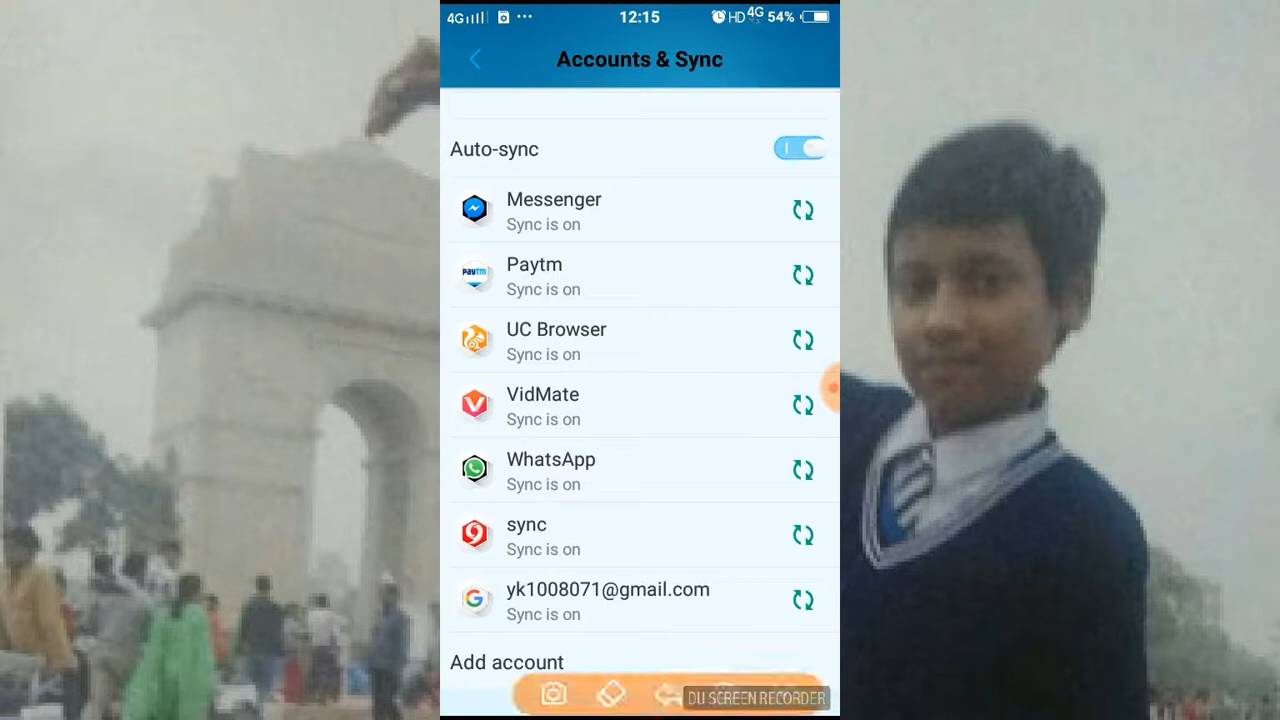 4G 12:15 HD 4G 54%
Accounts & Sync
Auto-sync
Messenger
Sync is on
Paytm
Sync is on
UC Browser
Sync is on
VidMate
Sync is on
WhatsApp
Sync is on
sync
Sync is on
yk1008071@gmail.com
Sync is on
Add account
DU SCREEN RECORDER